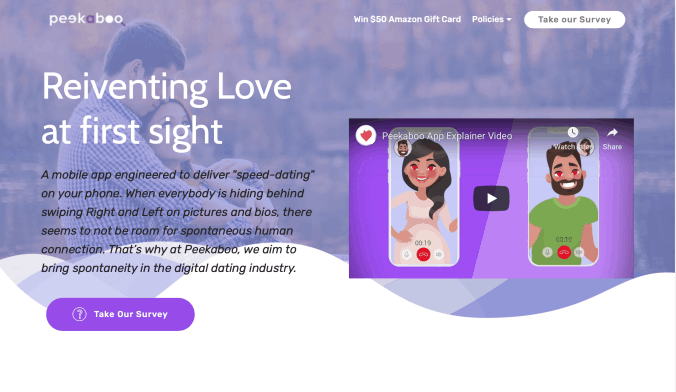 peekaboo
Win $50 Amazon Gift Card
Policies
Take our Survey
Reiventing Love
at first sight
A mobile app engineered to deliver "speed-dating"
on your phone. When everybody is hiding behind
swiping Right and Left on pictures and bios, there
seems to not be room for spontaneous human
connection. That's why at Peekaboo, we aim to
bring spontaneity in the digital dating industry.
Take Our Survey
Peekaboo App Explainer Video
Watch later
Share
00:19